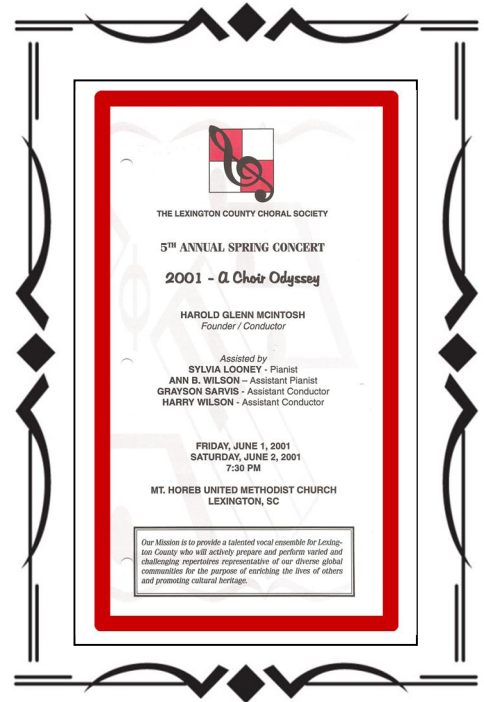 THE LEXINGTON COUNTY CHORAL SOCIETY
5TH ANNUAL SPRING CONCERT
2001 - A Choir Odyssey
HAROLD GLENN MCINTOSH
Founder / Conductor
Assisted by
SYLVIA LOONEY - Pianist
ANN B. WILSON – Assistant Pianist
GRAYSON SARVIS - Assistant Conductor
HARRY WILSON - Assistant Conductor
FRIDAY, JUNE 1, 2001
SATURDAY, JUNE 2, 2001
7:30 PM
MT. HOREB UNITED METHODIST CHURCH
LEXINGTON, SC
Our Mission is to provide a talented vocal ensemble for Lexing-
ton County who will actively prepare and perform varied and
challenging repertoires representative of our diverse global
communities for the purpose of enriching the lives of others
and promoting cultural heritage.